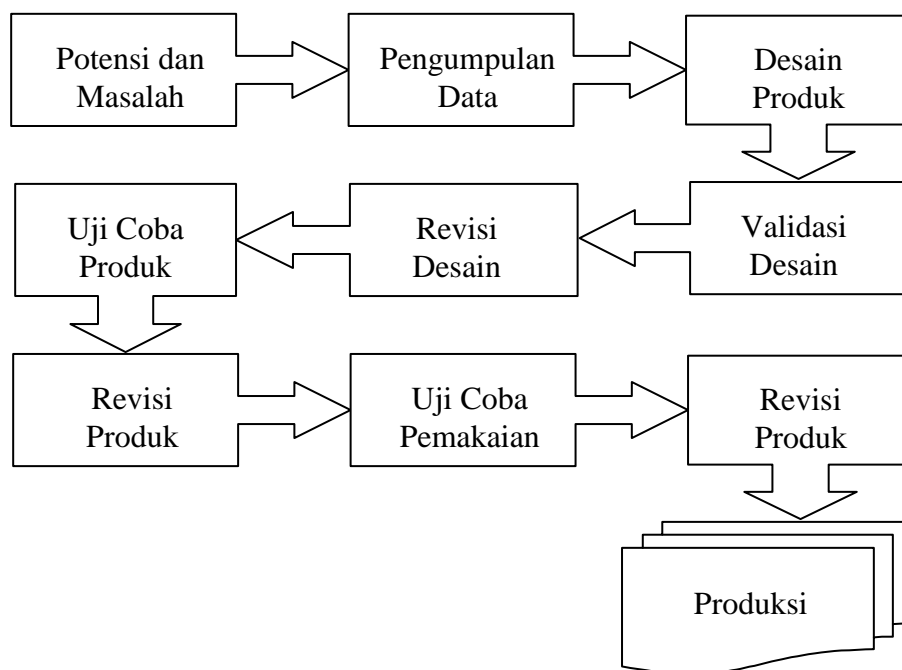 Potensi dan
Masalah
Pengumpulan
Data
Desain
Produk
Validasi
Desain
Revisi
Desain
Uji Coba
Produk
Revisi
Produk
Uji Coba
Pemakaian
Revisi
Produk
Produksi